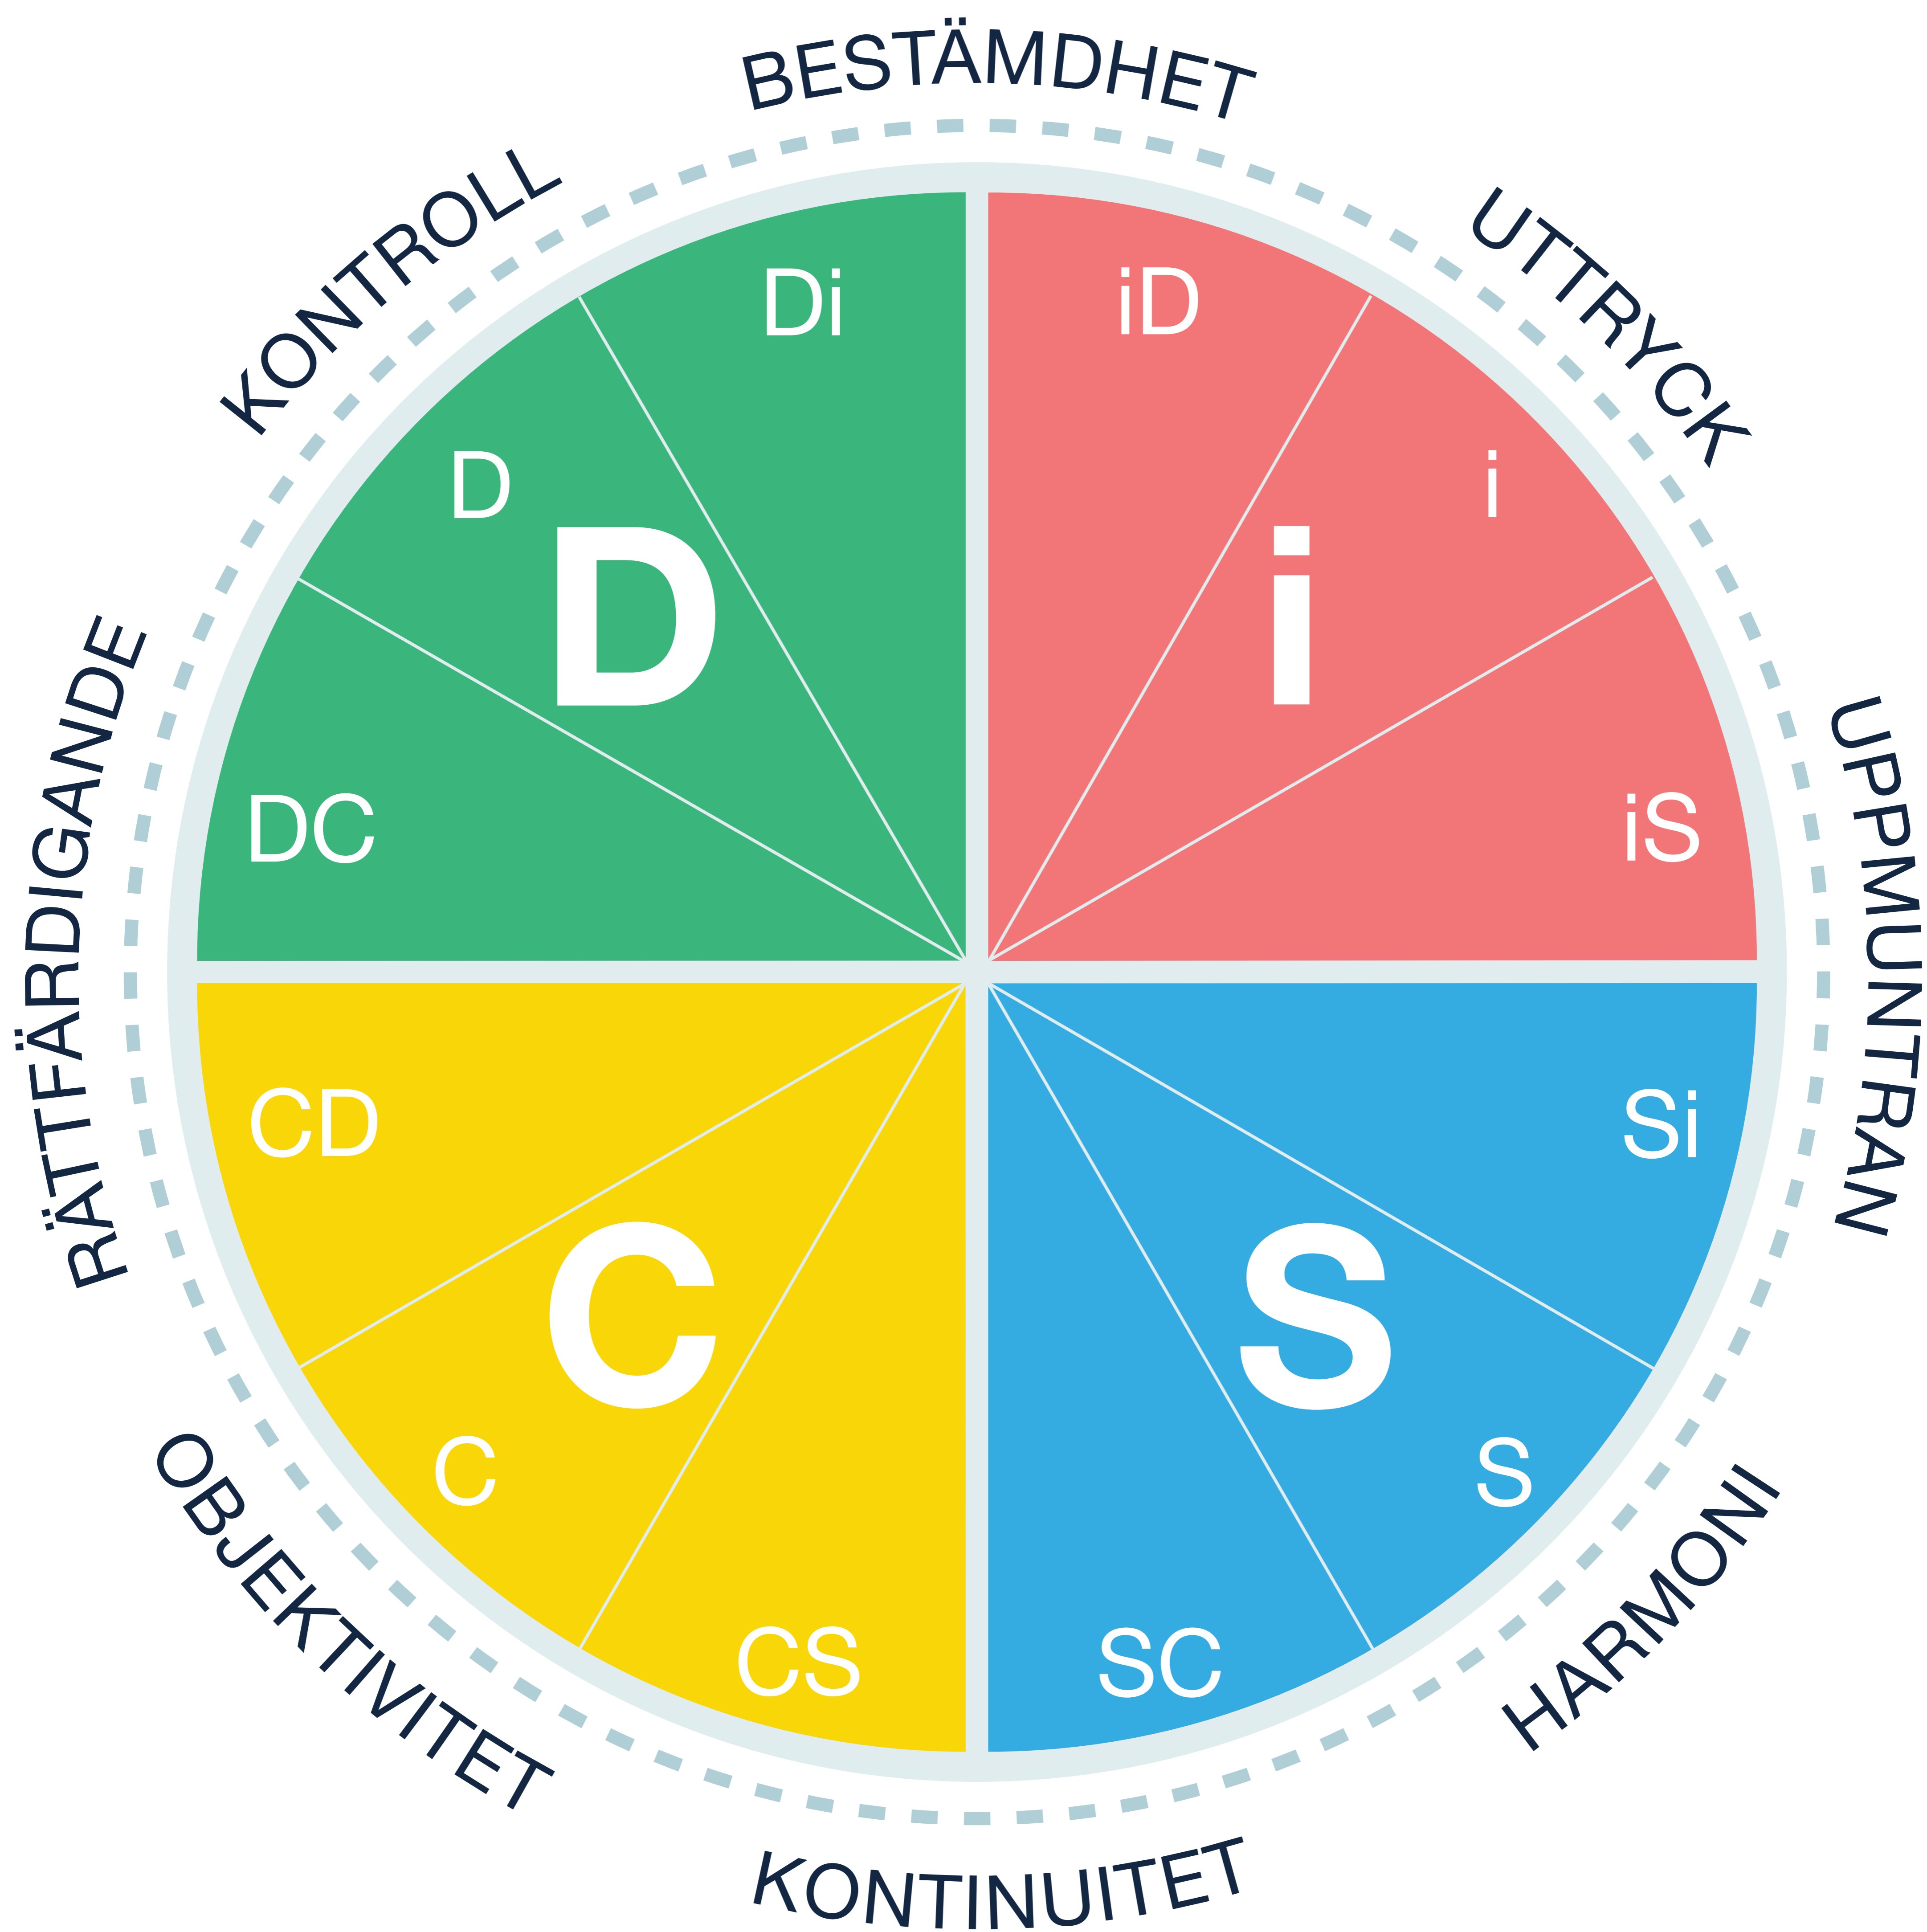 BESTÄMDHET
KONTROLL
UTTRYCK
Di
iD
D
i
D
i
DC
iS
RÄTTFÄRDIGANDE
UPPMUNTRAN
CD
Si
C
S
C
S
CS
SC
OBJEKTIVITET
HARMONI
KONTINUITET